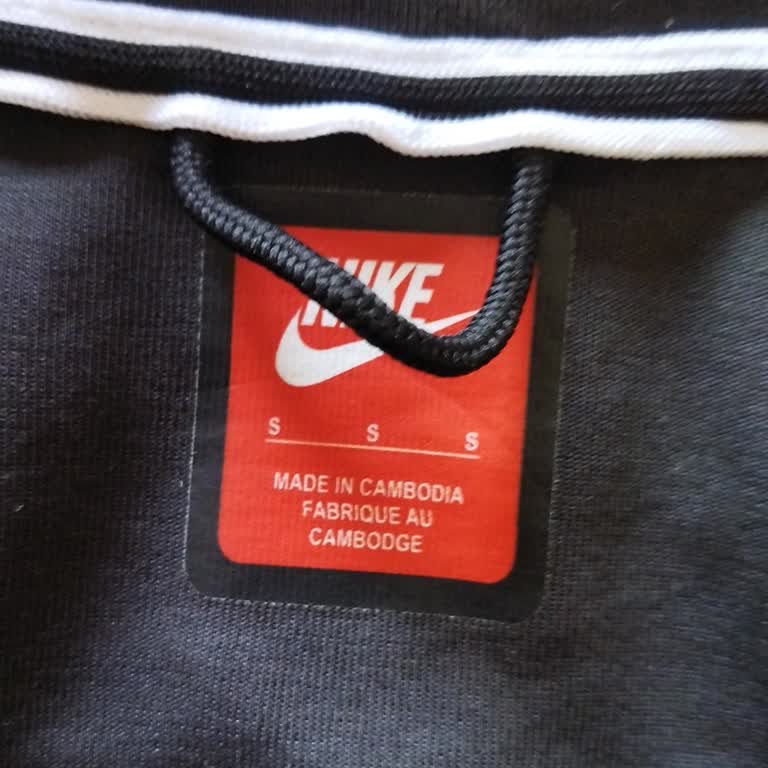 NIKE
S S S
MADE IN CAMBODIA
FABRIQUE AU
CAMBODGE